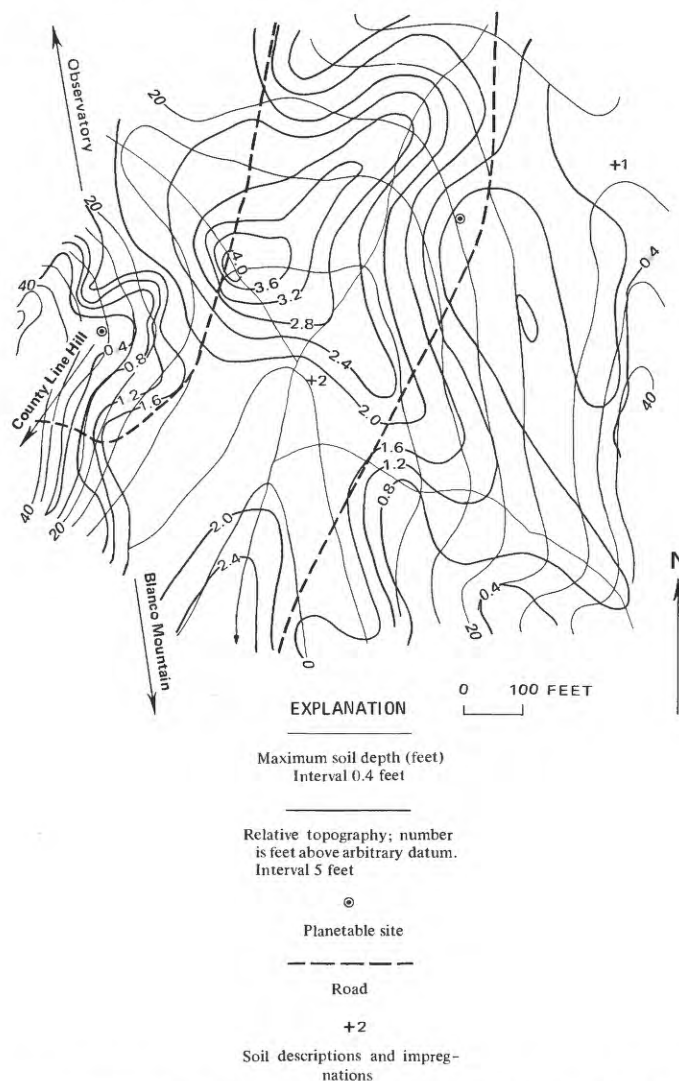 Observatory
20
20
+1
40
4.0
3.6
3.2
2.8
2.4
+2
2.0
0.4
0.4
0.8
1.2
1.6
County Line Hill
40
1.6
1.2
0.8
40
20
2.0
2.4
0
0.4
20
Blanco Mountain
N
0 100 FEET
EXPLANATION
Maximum soil depth (feet)
Interval 0.4 feet
Relative topography; number
is feet above arbitrary datum.
Interval 5 feet
Planetable site
Road
+2
Soil descriptions and impreg-
nations